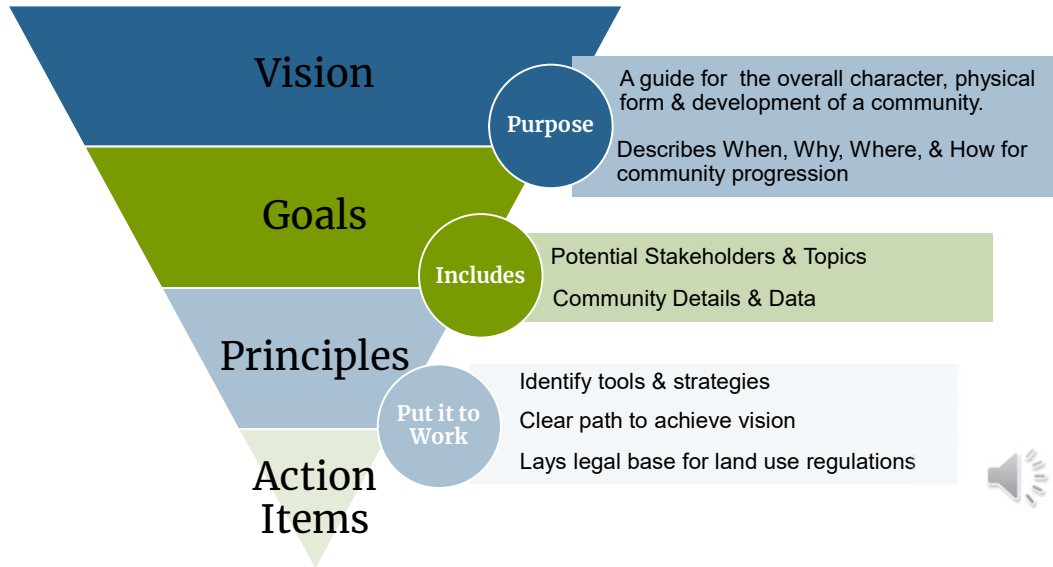 Vision
Purpose
A guide for the overall character, physical
form & development of a community.
Describes When, Why, Where, & How for
community progression
Goals
Includes
Potential Stakeholders & Topics
Community Details & Data
Principles
Put it to
Work
Identify tools & strategies
Clear path to achieve vision
Lays legal base for land use regulations
Action
Items